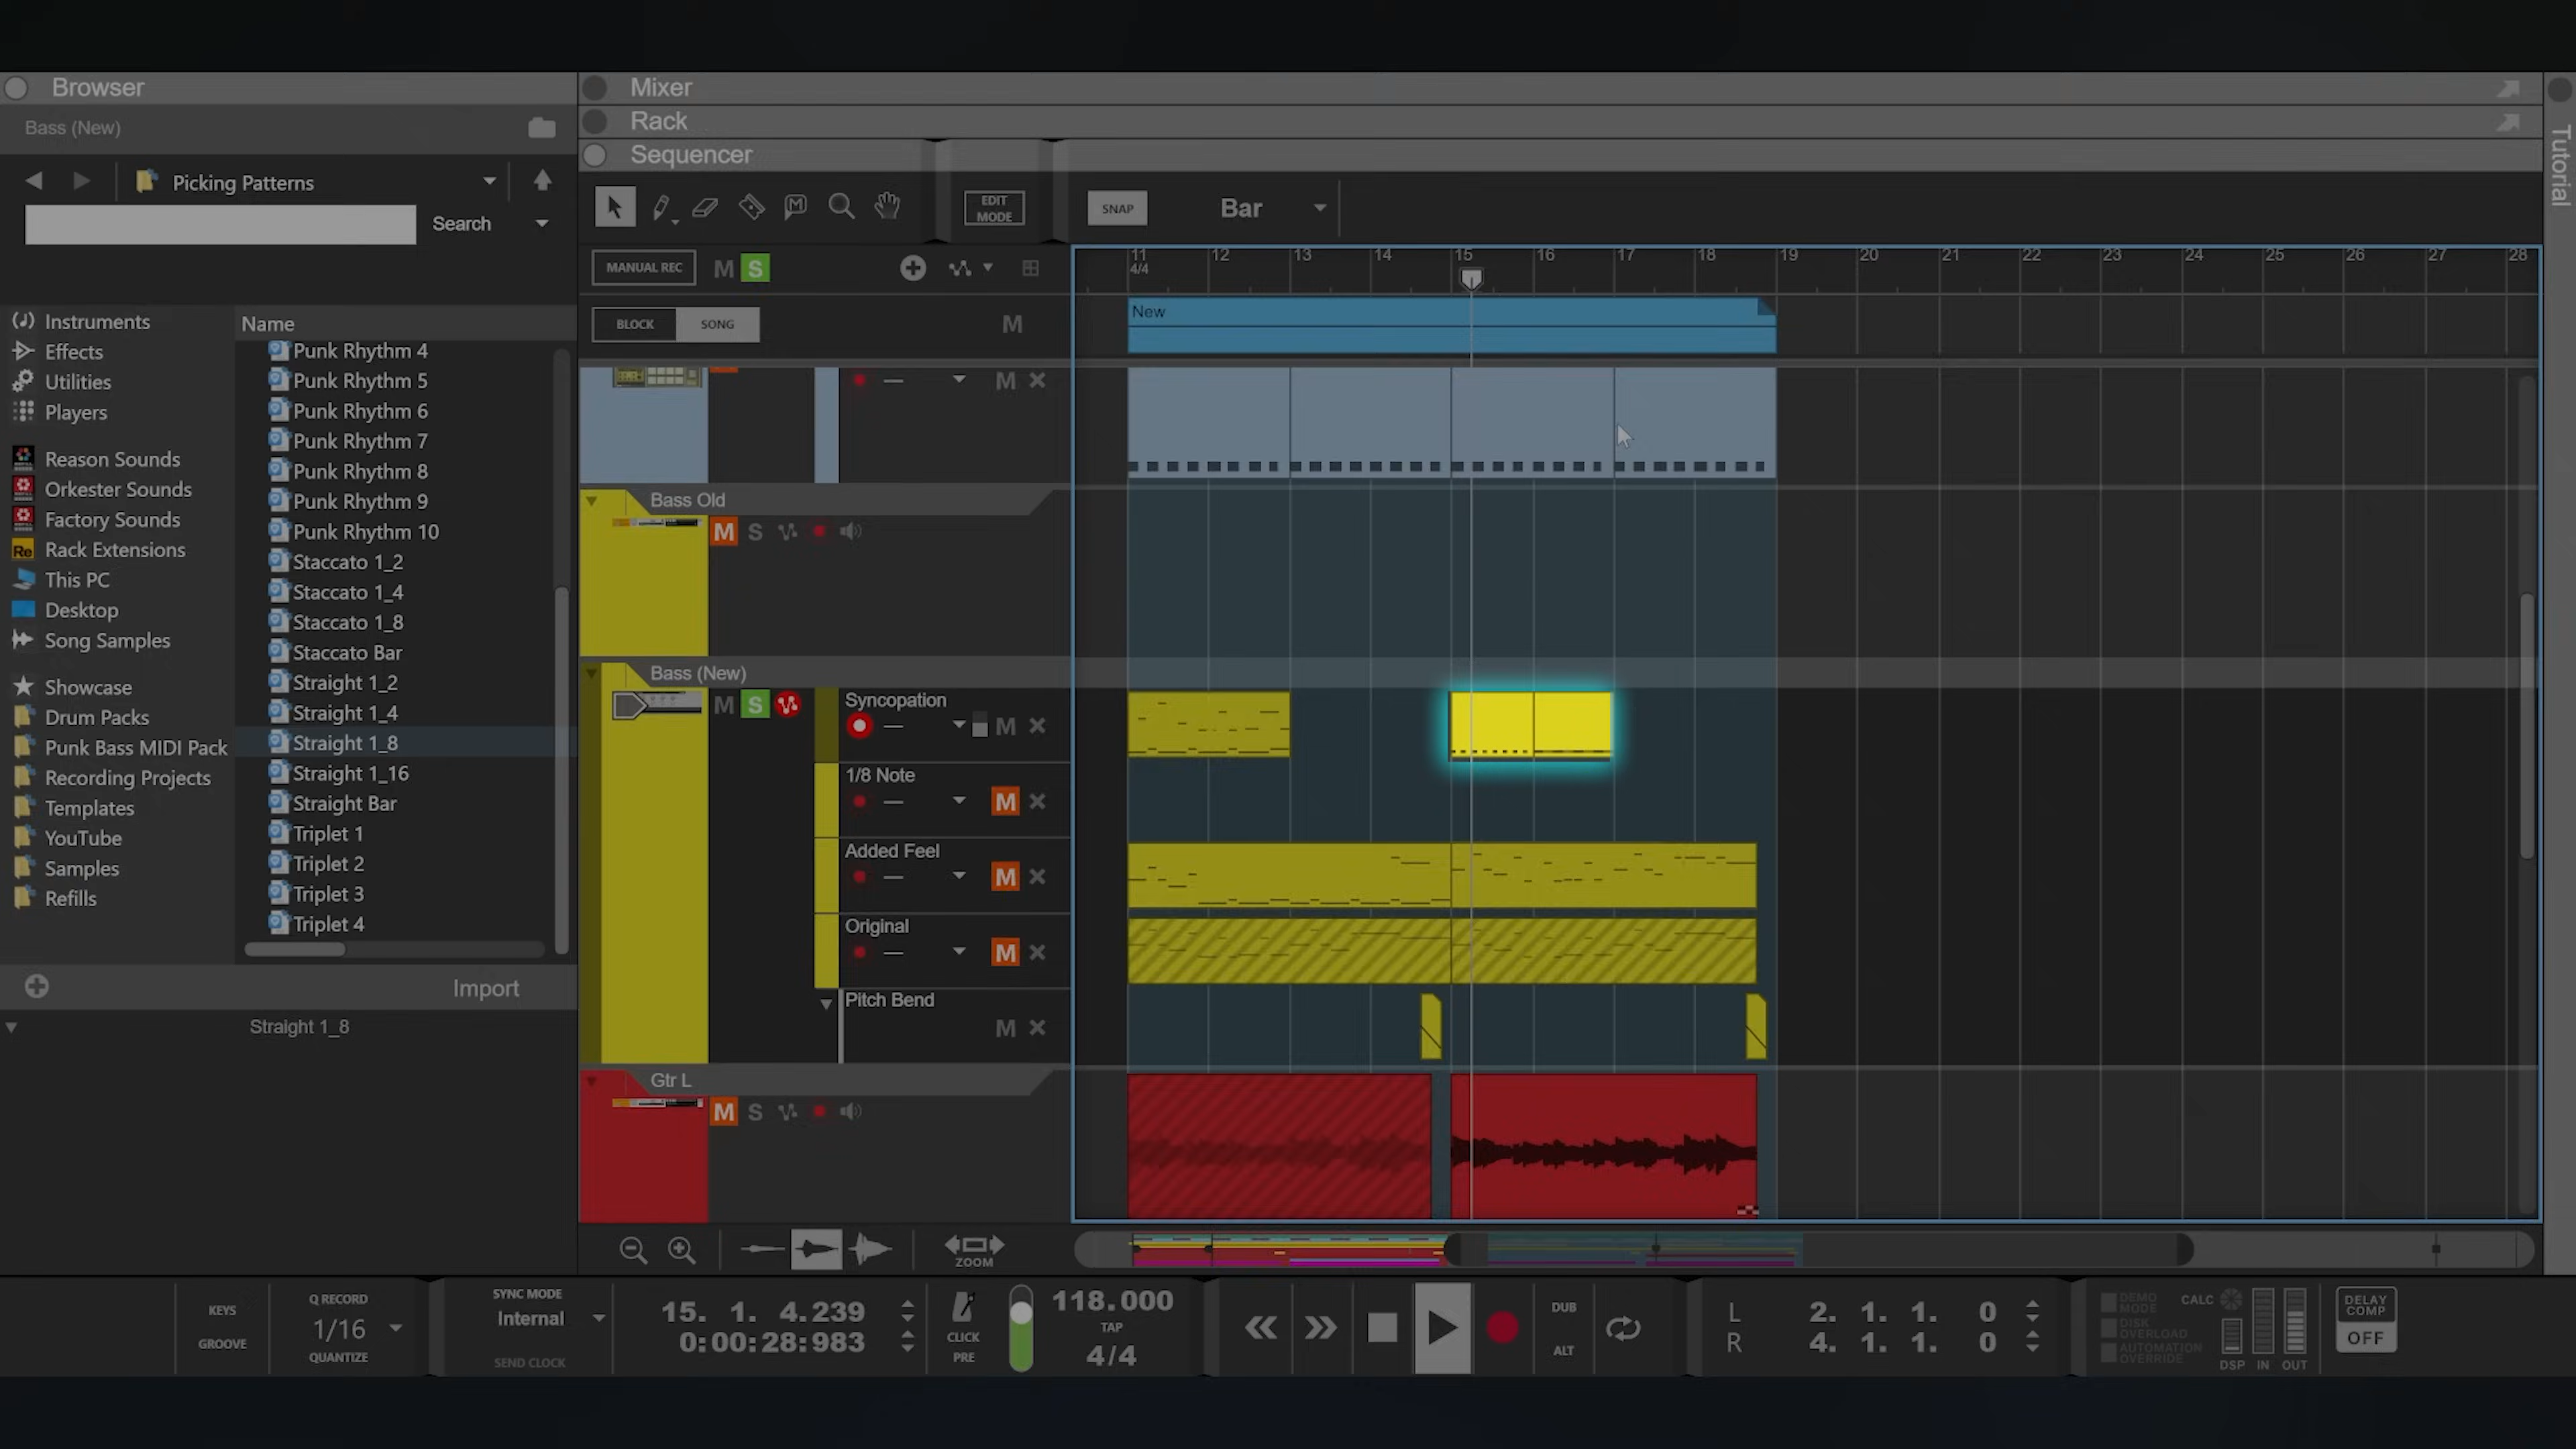 Browser
Bass (New)
Picking Patterns
Search
Instruments
Effects
Utilities
Players
Reason Sounds
Orkester Sounds
Factory Sounds
Re Rack Extensions
This PC
Desktop
Song Samples
Showcase
Drum Packs
Punk Bass MIDI Pack
Recording Projects
Templates
YouTube
Samples
Refills
Name
Punk Rhythm 4
Punk Rhythm 5
Punk Rhythm 6
Punk Rhythm 7
Punk Rhythm 8
Punk Rhythm 9
Punk Rhythm 10
Staccato 1_2
Staccato 1_4
Staccato 1_8
Staccato Bar
Straight 1_2
Straight 1_4
Straight 1_8
Straight 1_16
Straight Bar
Triplet 1
Triplet 2
Triplet 3
Triplet 4
Import
Straight 1_8
Mixer
Rack
Sequencer
Tutorial
M
EDIT MODE
SNAP
Bar
MANUAL REC
M S
11 12 13 14 15 16 17 18 19 20 21 22 23 24 25 26 27 28
4/4
BLOCK SONG
M
New
M
Bass Old
M S
Bass (New)
M S
Syncopation
M
1/8 Note
M
Added Feel
M
Original
M
Pitch Bend
M
Gtr L
M S
ZOOM
KEYS
GROOVE
Q RECORD
1/16
QUANTIZE
SYNC MODE
Internal
SEND CLOCK
15. 1. 4.239
0:00:28:983
CLICK
PRE
118.000
TAP
4/4
DUB
ALT
L 2. 1. 1. 0
R 4. 1. 1. 0
DEMO MODE
DISK OVERLOAD
AUTOMATION OVERRIDE
CALC
DSP IN OUT
DELAY COMP
OFF